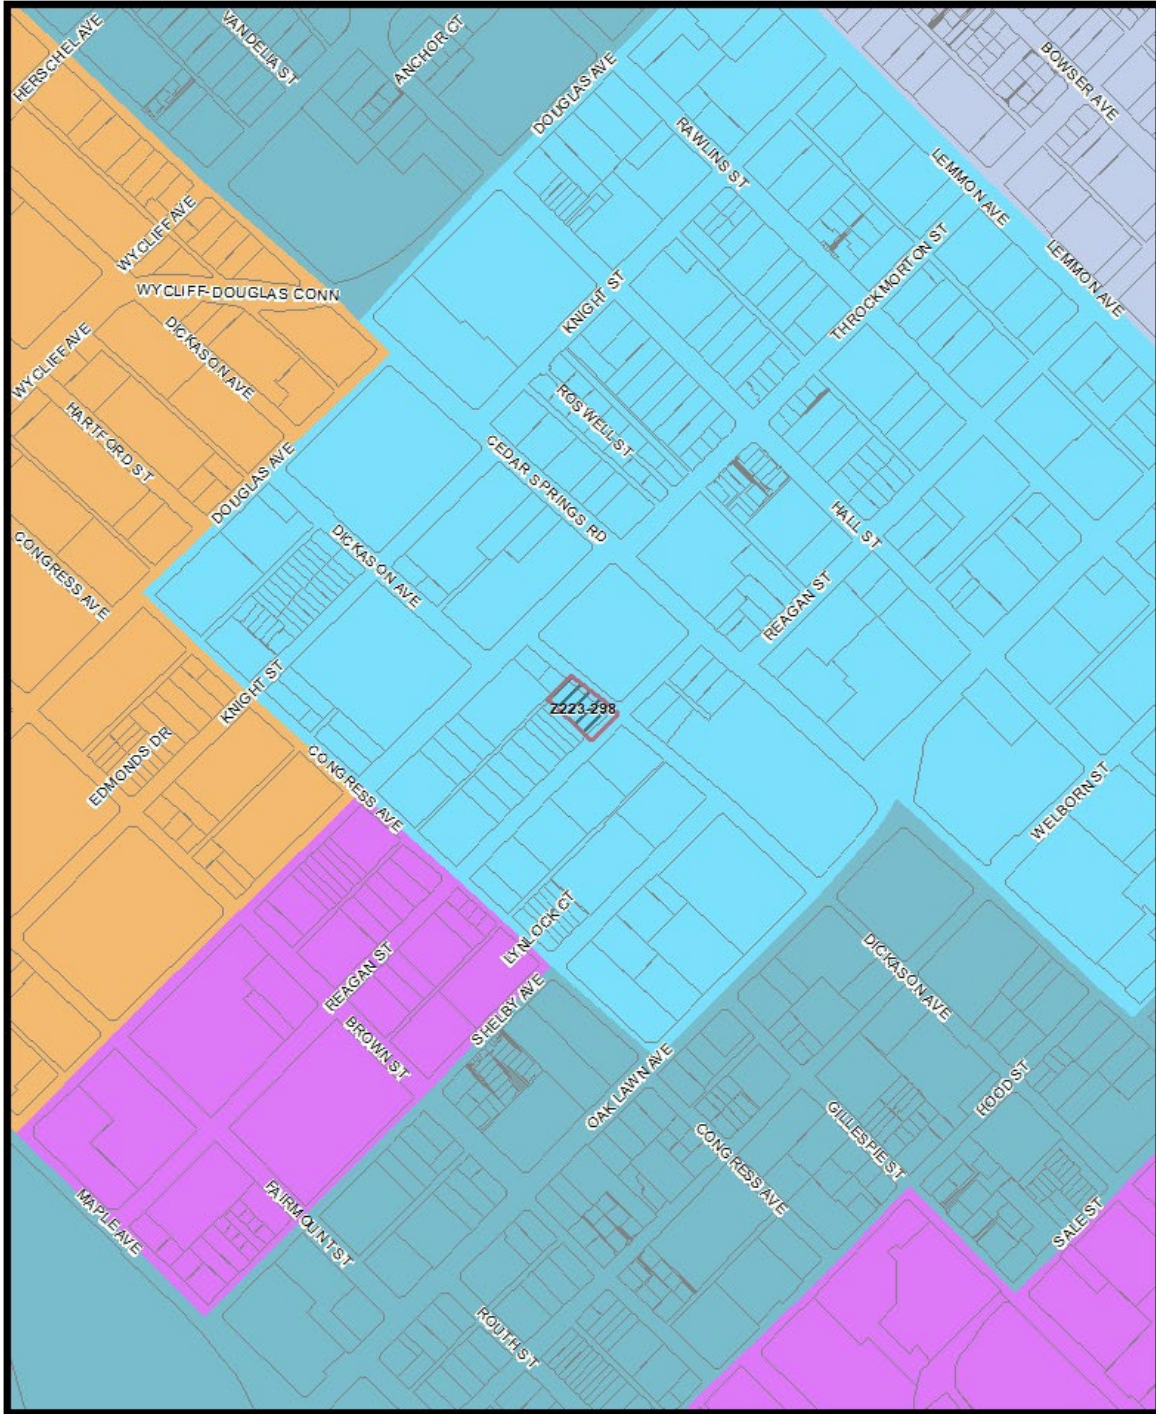 HERSCHEL AVE
VANDELIA ST
ANCHOR CT
DOUGLAS AVE
BOWSER AVE
RAWLINS ST
LEMMON AVE
WYCLIFF AVE
THROCKMORTON ST
LEMMON AVE
WYCLIFF-DOUGLAS CONN
KNIGHT ST
WYCLIFF AVE
DICKASON AVE
ROSWELL ST
HARTFORD ST
CEDAR SPRINGS RD
DOUGLAS AVE
HALL ST
CONGRESS AVE
DICKASON AVE
REAGAN ST
KNIGHT ST
Z223-298
EDMONDS DR
CONGRESS AVE
WELBORN ST
LYNLOCK CT
REAGAN ST
DICKASON AVE
SHELBY AVE
BROWN ST
OAK LAWN AVE
HOOD ST
CONGRESS AVE
GILLESPIE ST
MAPLE AVE
FAIRMOUNT ST
SALE ST
ROUTH ST